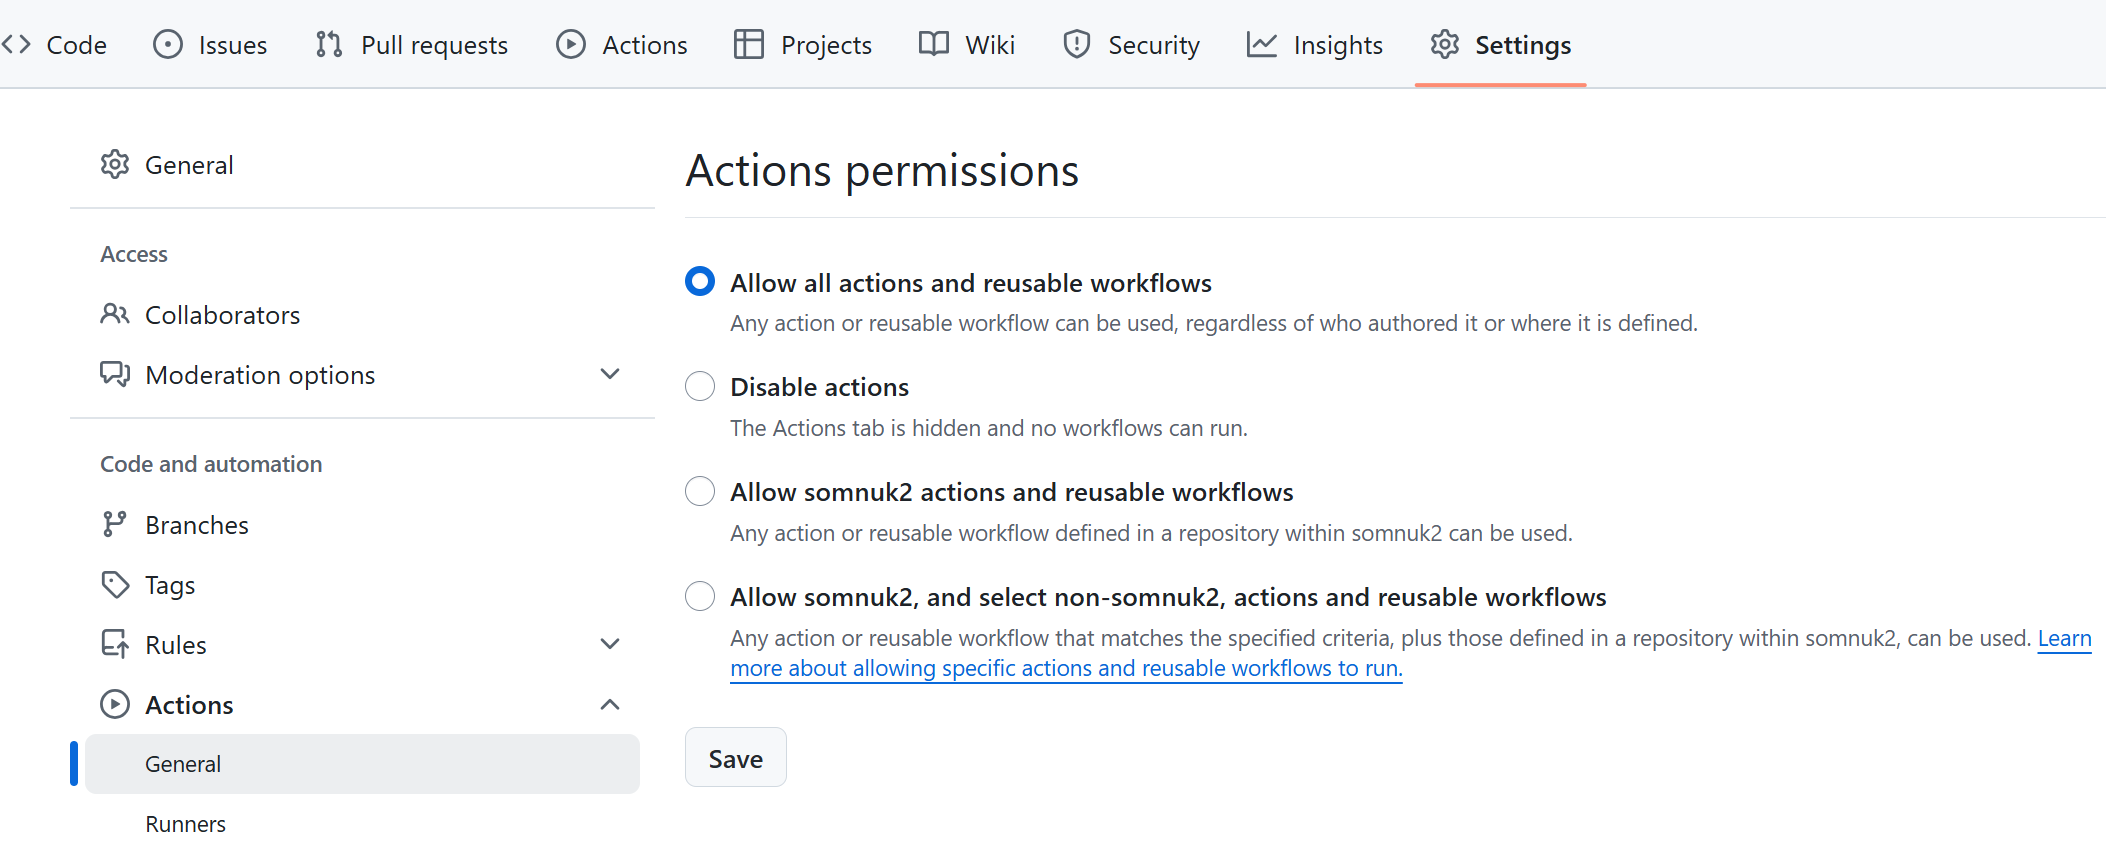 Code Issues Pull requests Actions Projects Wiki Security Insights Settings
General
Access
Collaborators
Moderation options
Code and automation
Branches
Tags
Rules
Actions
General
Runners
Actions permissions
Allow all actions and reusable workflows
Any action or reusable workflow can be used, regardless of who authored it or where it is defined.
Disable actions
The Actions tab is hidden and no workflows can run.
Allow somnuk2 actions and reusable workflows
Any action or reusable workflow defined in a repository within somnuk2 can be used.
Allow somnuk2, and select non-somnuk2, actions and reusable workflows
Any action or reusable workflow that matches the specified criteria, plus those defined in a repository within somnuk2, can be used. Learn
more about allowing specific actions and reusable workflows to run.
Save